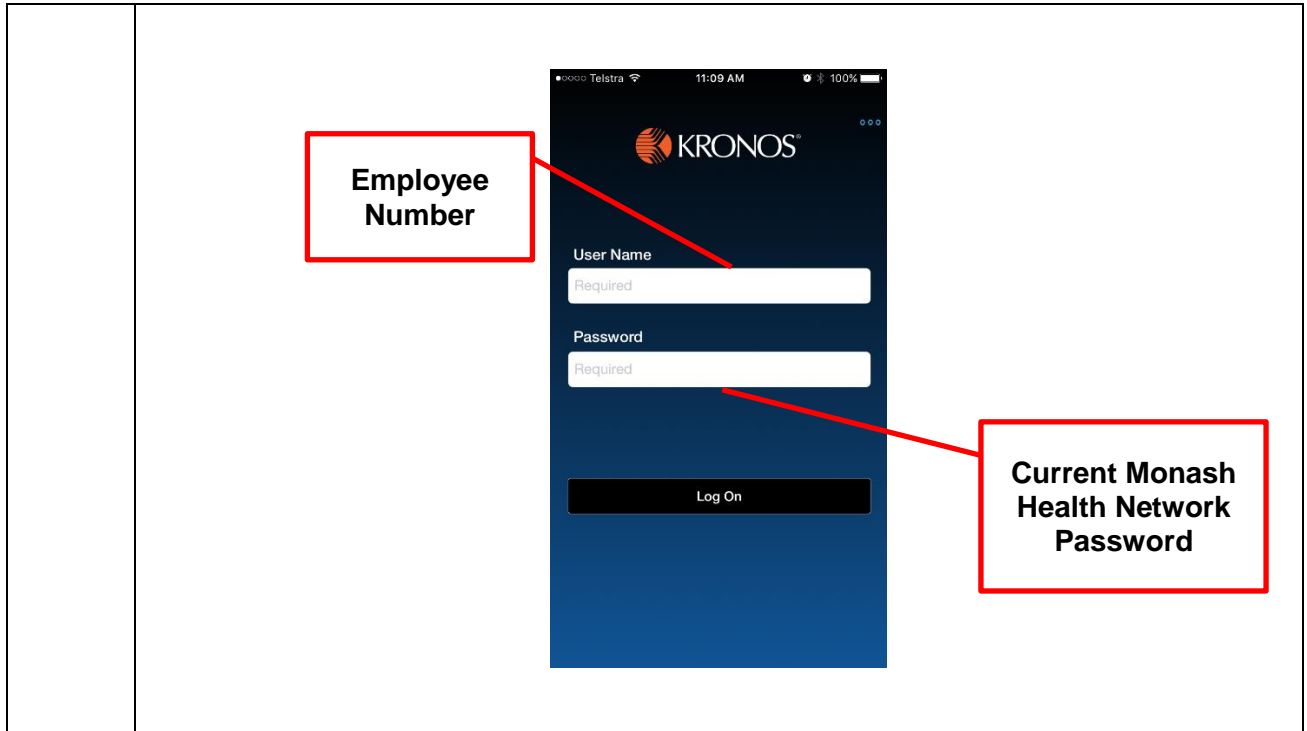 Telstra 11:09 AM 100%
KRONOS®
Employee
Number
User Name
Required
Password
Required
Log On
Current Monash
Health Network
Password